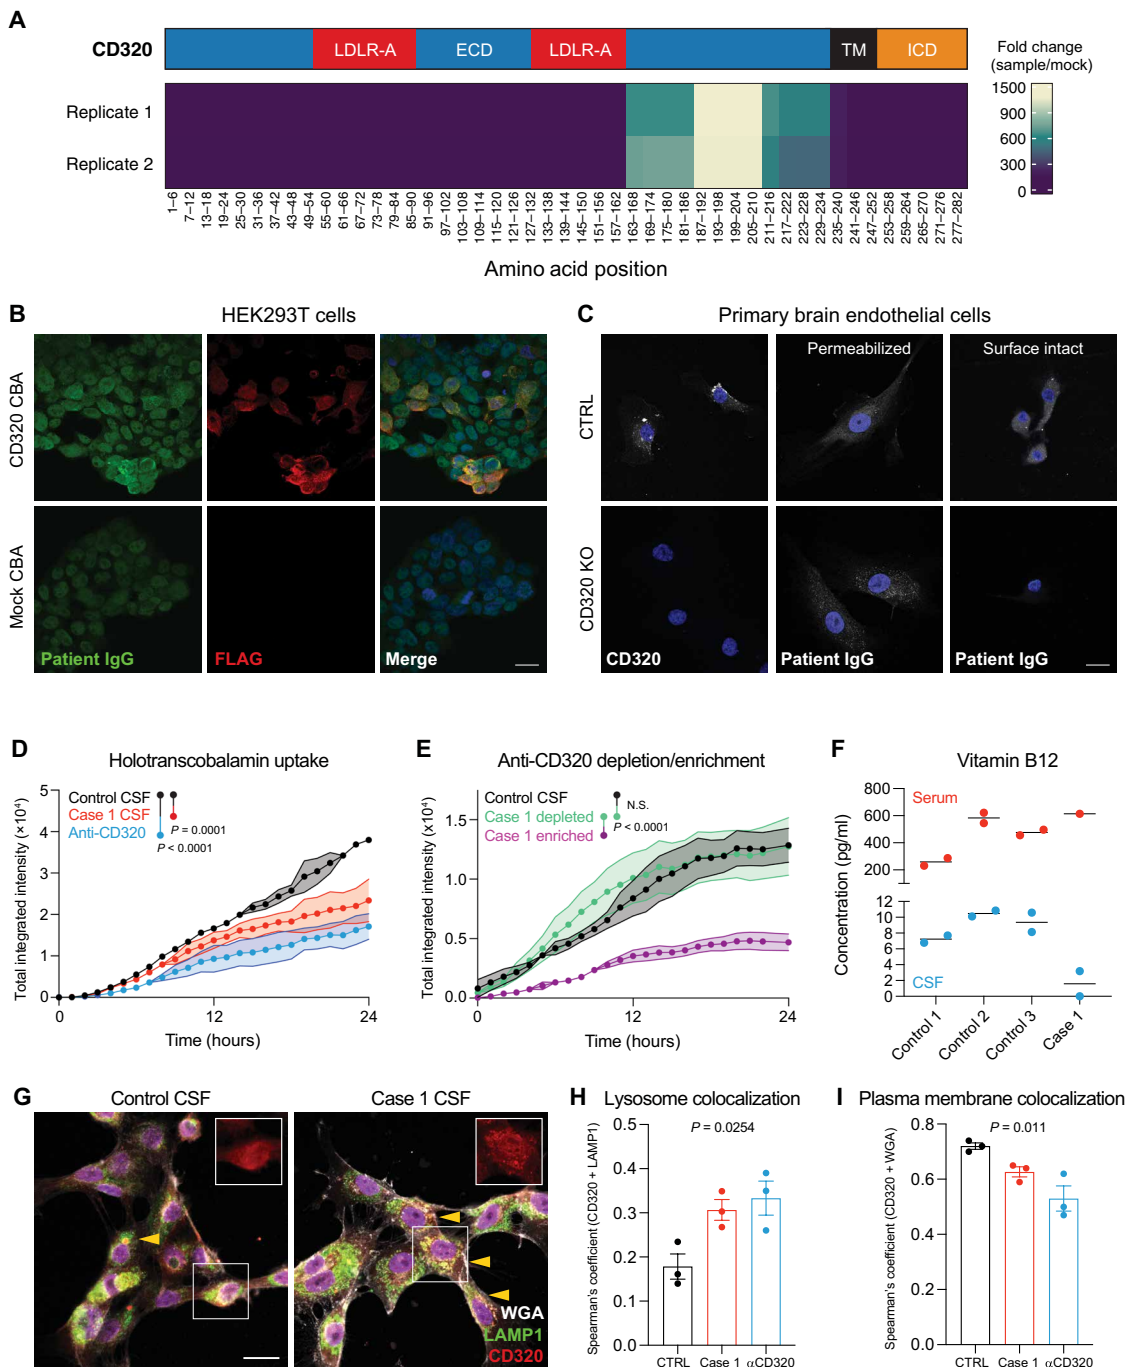 A
CD320
LDLR-A
ECD
LDLR-A
TM
ICD
Fold change
(sample/mock)
1500
900
600
300
0
Replicate 1
Replicate 2
1–6
7–12
13–18
19–24
25–30
31–36
37–42
43–48
49–54
55–60
61–66
67–72
73–78
79–84
85–90
91–96
97–102
103–108
109–114
115–120
121–126
127–132
133–138
139–144
145–150
151–156
157–162
163–168
169–174
175–180
181–186
187–192
193–198
199–204
205–210
211–216
217–222
223–228
229–234
235–240
241–246
247–252
253–258
259–264
265–270
271–276
277–282
Amino acid position
B
HEK293T cells
CD320 CBA
Mock CBA
Patient IgG
FLAG
Merge
C
Primary brain endothelial cells
Permeabilized
Surface intact
CTRL
CD320 KO
CD320
Patient IgG
Patient IgG
D
Holotranscobalamin uptake
Total integrated intensity (×10⁴)
5
4
3
2
1
0
Control CSF
Case 1 CSF
Anti-CD320
P = 0.0001
P < 0.0001
0
12
24
Time (hours)
E
Anti-CD320 depletion/enrichment
Total integrated intensity (x10⁴)
1.5
1.0
0.5
0.0
Control CSF
Case 1 depleted
Case 1 enriched
N.S.
P < 0.0001
0
12
24
Time (hours)
F
Vitamin B12
Concentration (pg/ml)
800
600
400
200
12
10
8
6
4
2
0
Serum
CSF
Control 1
Control 2
Control 3
Case 1
G
Control CSF
Case 1 CSF
WGA
LAMP1
CD320
H
Lysosome colocalization
P = 0.0254
Spearman's coefficient (CD320 + LAMP1)
0.5
0.4
0.3
0.2
0.1
0.0
CTRL
Case 1
αCD320
I
Plasma membrane colocalization
P = 0.011
Spearman's coefficient (CD320 + WGA)
0.8
0.6
0.4
0.2
0.0
CTRL
Case 1
αCD320